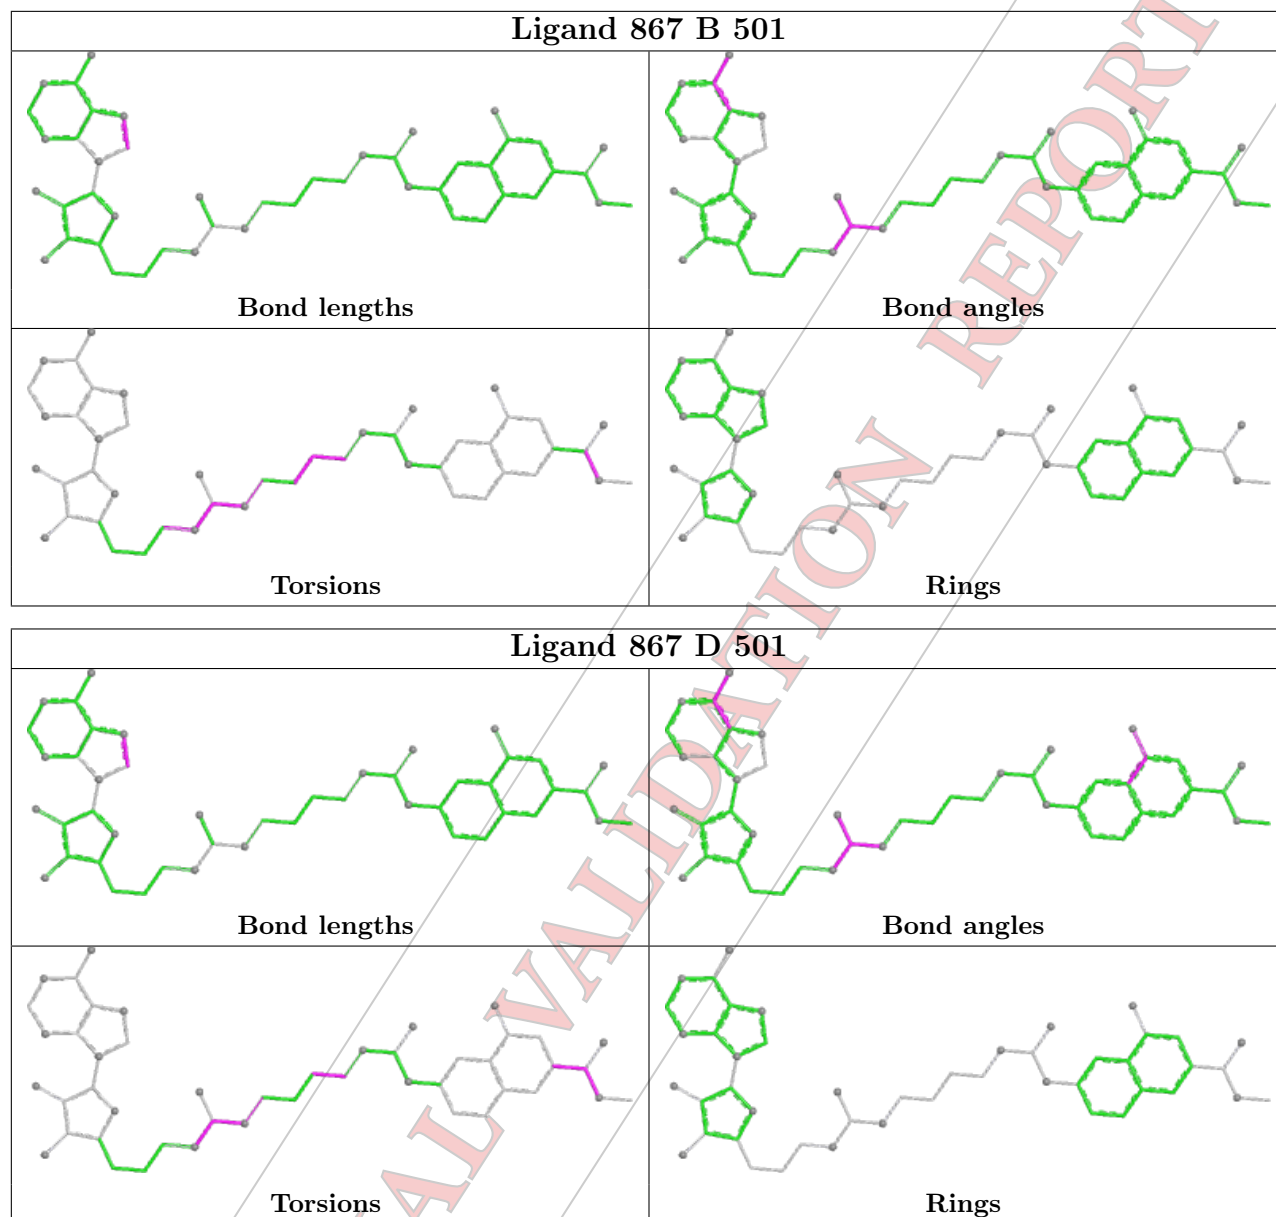 Ligand 867 B 501
Bond lengths
Bond angles
Torsions
Rings
Ligand 867 D 501
Bond lengths
Bond angles
Torsions
Rings
VALIDATION REPORT